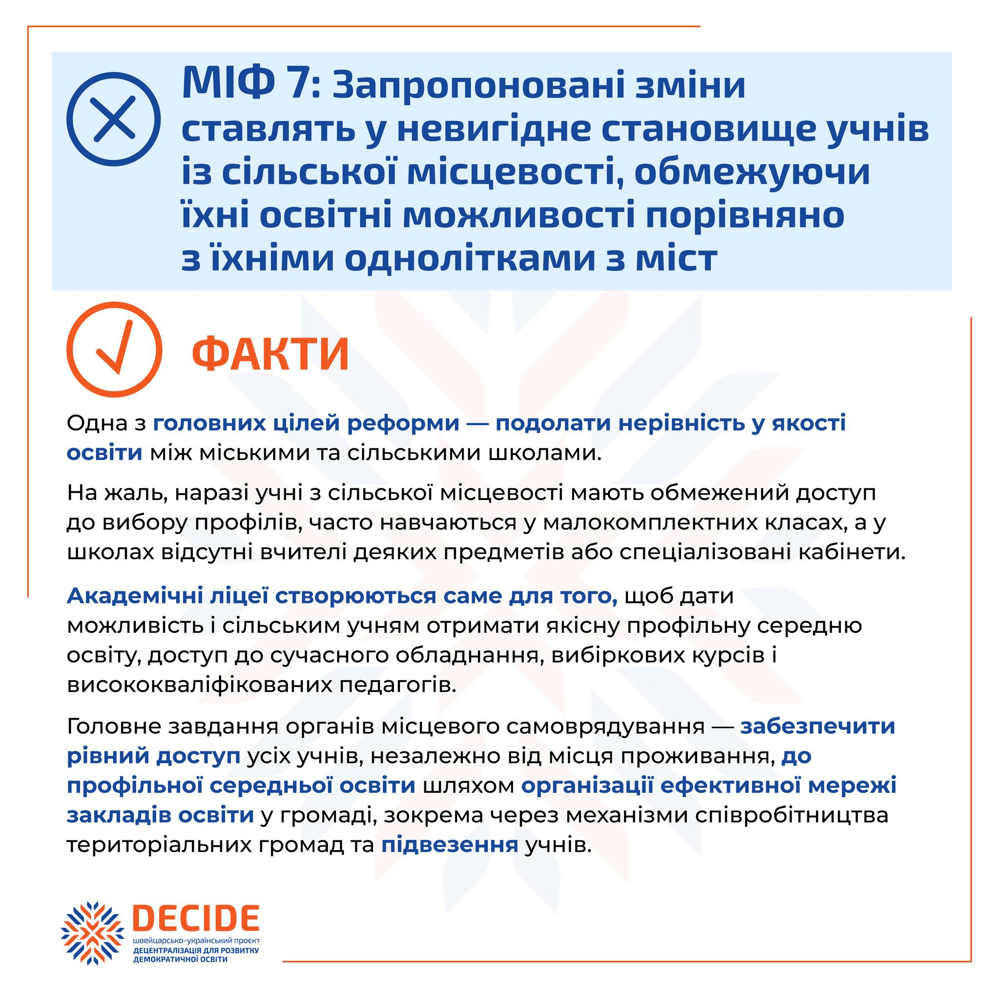 МІФ 7: Запропоновані зміни
ставлять у невигідне становище учнів
із сільської місцевості, обмежуючи
їхні освітні можливості порівняно
з їхніми однолітками з міст
ФАКТИ
Одна з головних цілей реформи — подолати нерівність у якості
освіти між міськими та сільськими школами.
На жаль, наразі учні з сільської місцевості мають обмежений доступ
до вибору профілів, часто навчаються у малокомплектних класах, а у
школах відсутні вчителі деяких предметів або спеціалізовані кабінети.
Академічні ліцеї створюються саме для того, щоб дати
можливість і сільським учням отримати якісну профільну середню
освіту, доступ до сучасного обладнання, вибіркових курсів і
висококваліфікованих педагогів.
Головне завдання органів місцевого самоврядування — забезпечити
рівний доступ усіх учнів, незалежно від місця проживання, до
профільної середньої освіти шляхом організації ефективної мережі
закладів освіти у громаді, зокрема через механізми співробітництва
територіальних громад та підвезення учнів.
DECIDE
швейцарсько-український проєкт
ДЕЦЕНТРАЛІЗАЦІЯ ДЛЯ РОЗВИТКУ
ДЕМОКРАТИЧНОЇ ОСВІТИ